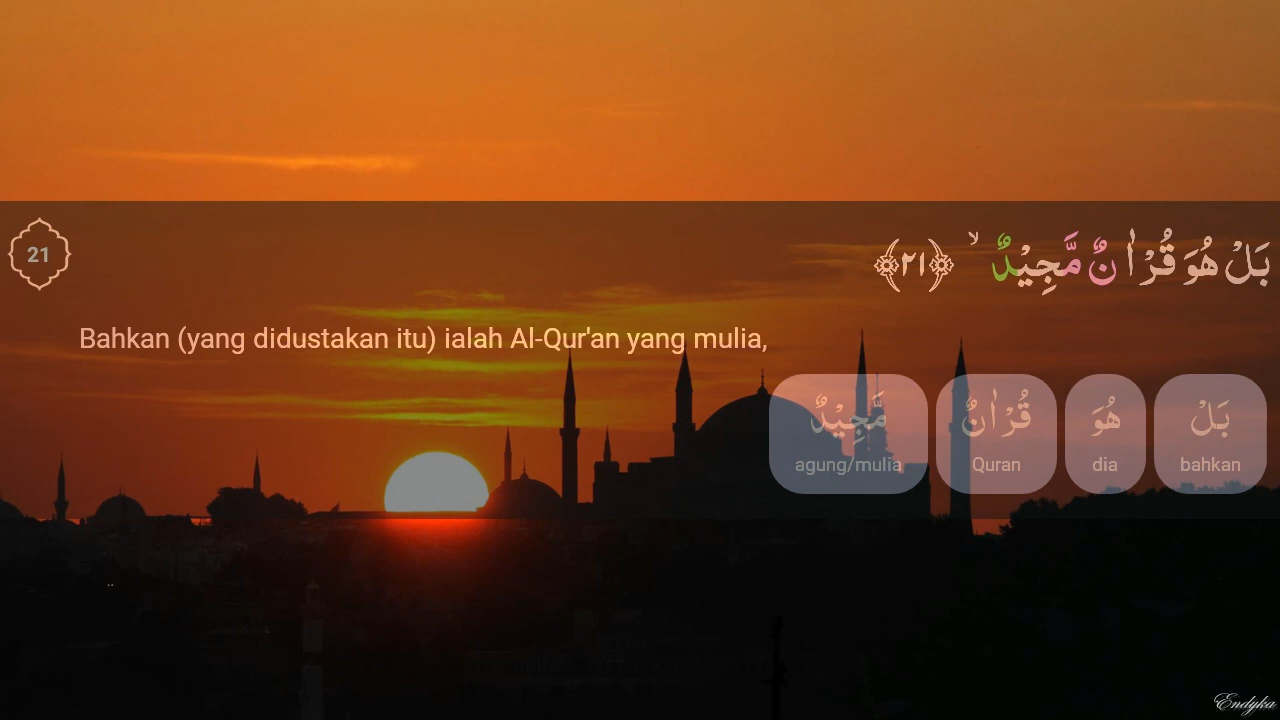 21
بَلْ هُوَ قُرْاٰنٌ مَّجِيْدٌ ۙ ﴿٢١﴾
Bahkan (yang didustakan itu) ialah Al-Qur'an yang mulia,
بَلْ هُوَ قُرْاٰنٌ مَّجِيْدٌ
bahkan dia Quran agung/mulia
Endyka